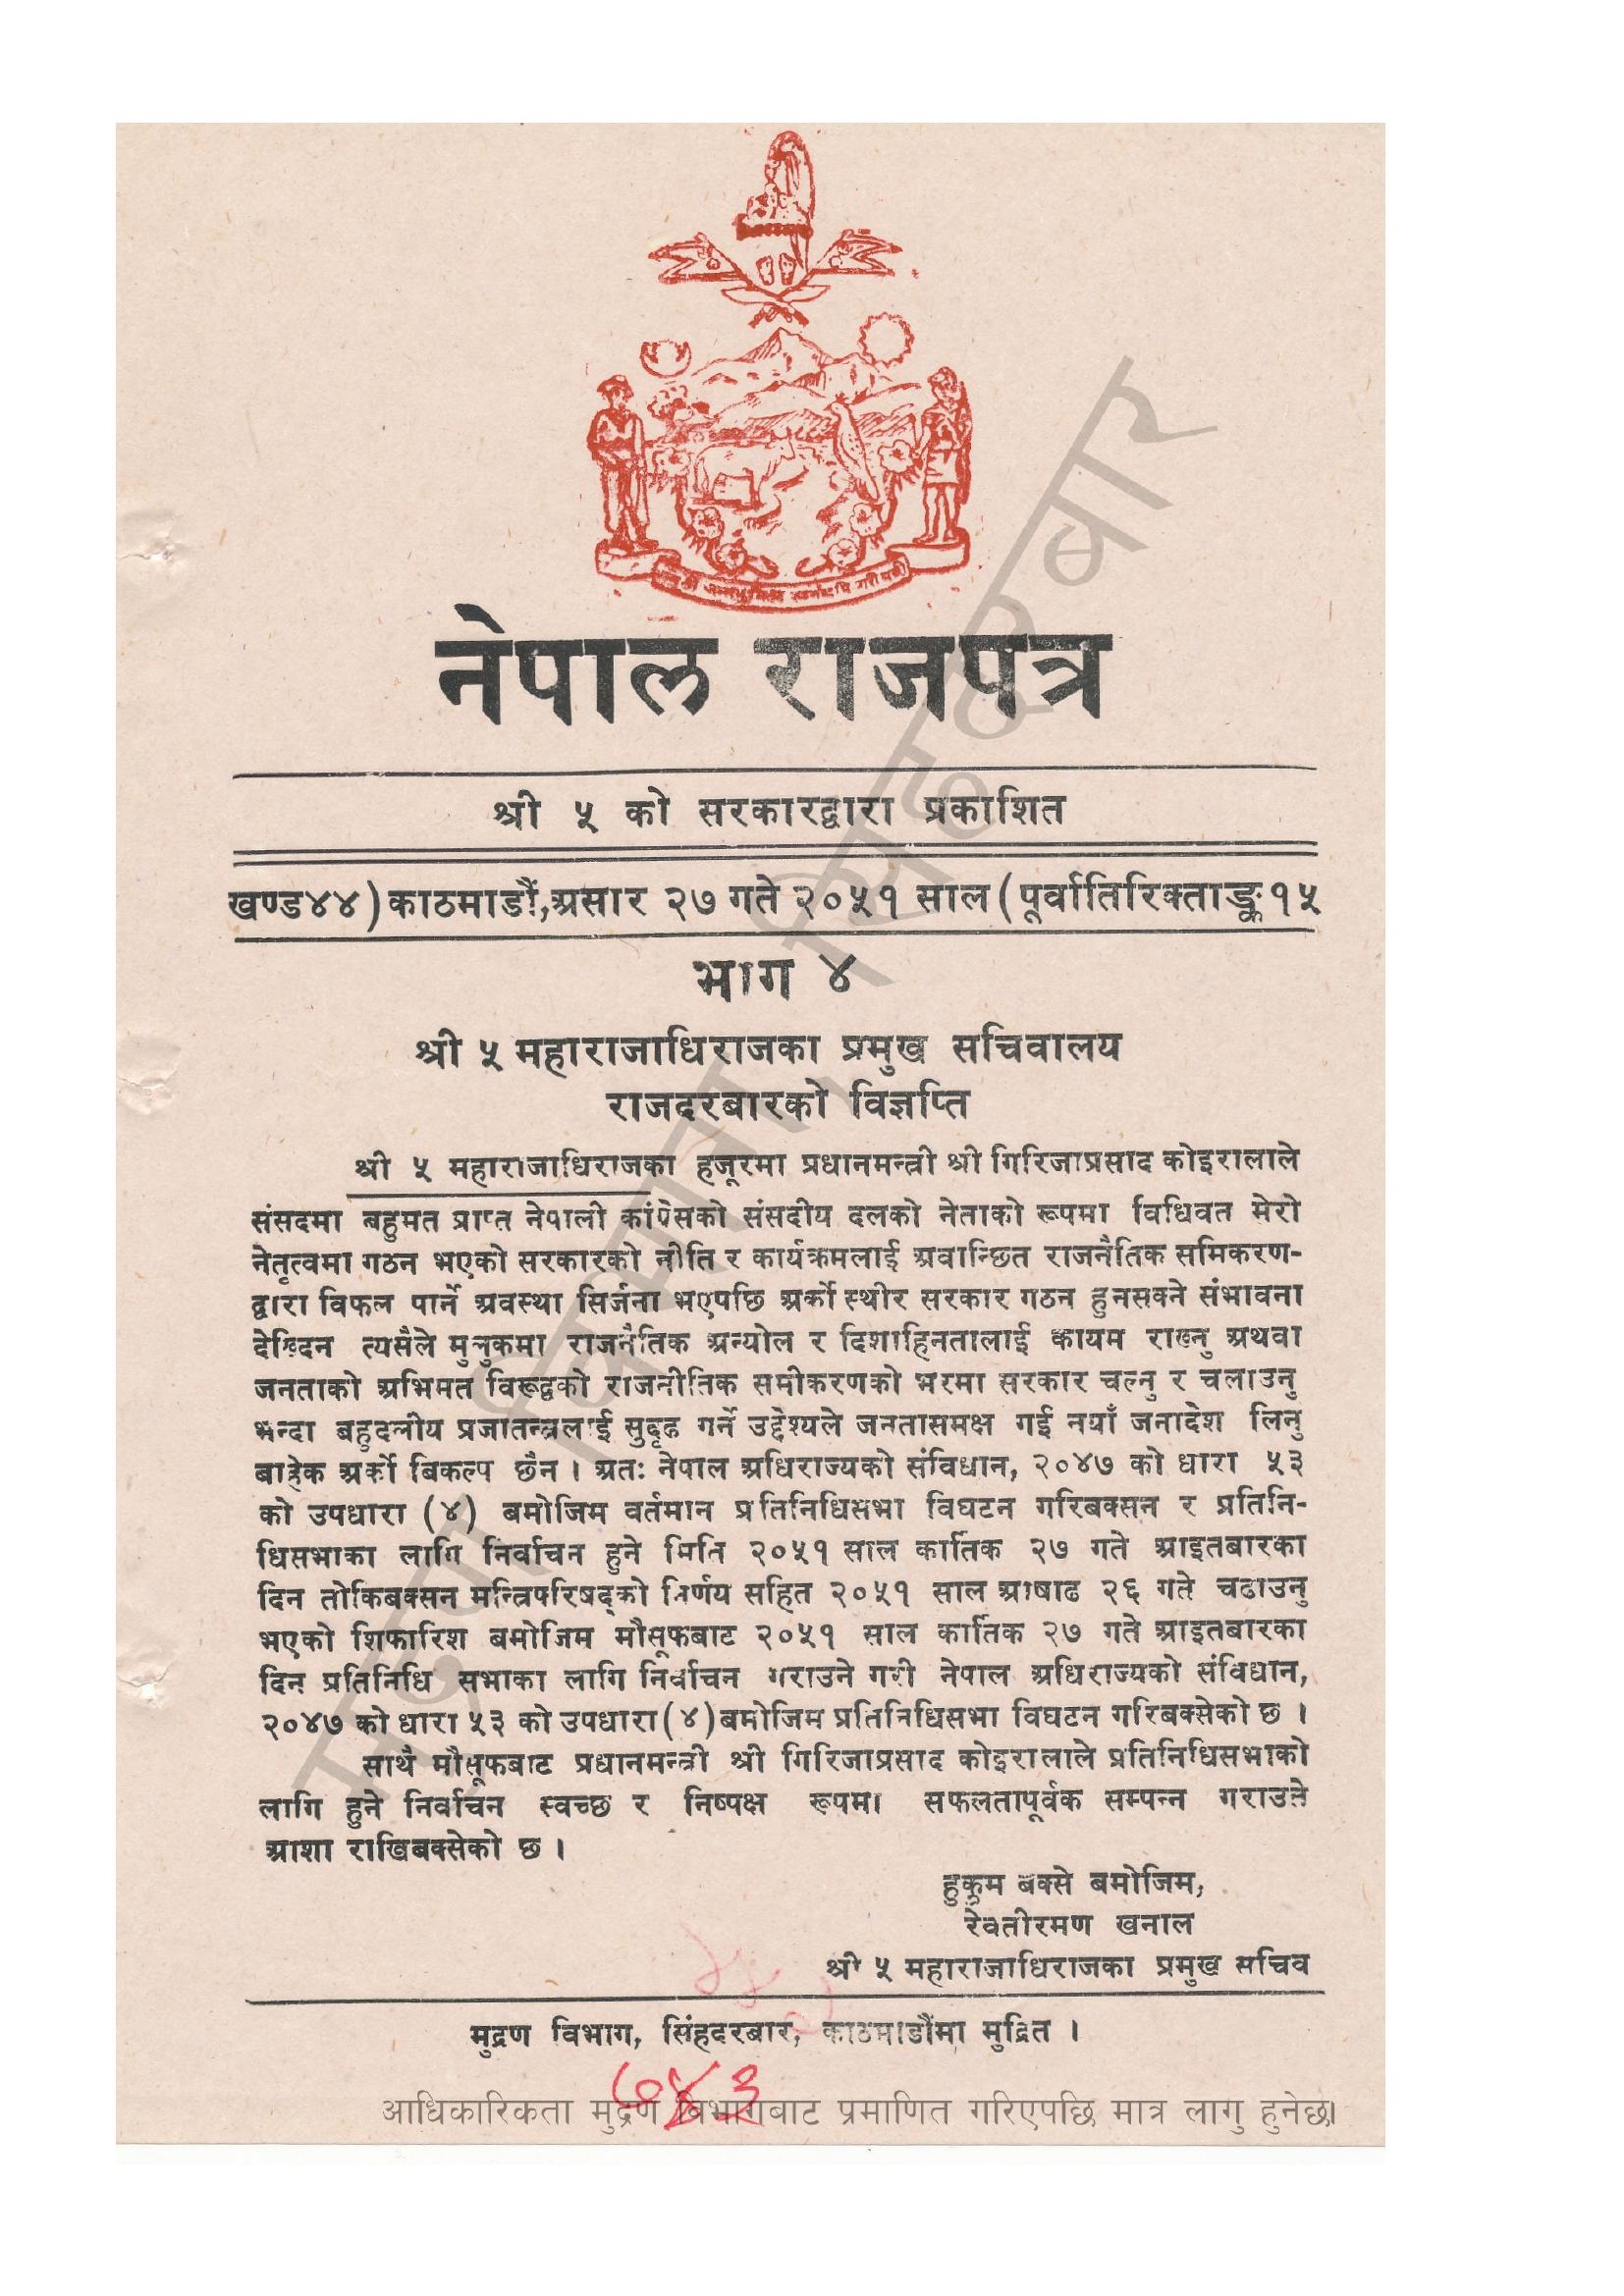 नेपाल राजपत्र
श्री ५ को सरकारद्वारा प्रकाशित
खण्ड४४)काठमाडौं,असार २७ गते २०५१ साल(पूर्वातिरिक्ताङ्क१५
भाग ४
श्री ५ महाराजाधिराजका प्रमुख सचिवालय
राजदरबारको विज्ञप्ति
श्री ५ महाराजाधिराजका हजूरमा प्रधानमन्त्री श्री गिरिजाप्रसाद कोइरालाले
संसदमा बहुमत प्राप्त नेपाली कांग्रेसको संसदीय दलको नेताको रूपमा विधिवत मेरो
नेतृत्वमा गठन भएको सरकारको नीति र कार्यक्रमलाई अवान्छित राजनैतिक समिकरण-
द्वारा विफल पार्ने अवस्था सिर्जना भएपछि अर्को स्थीर सरकार गठन हुनसक्ने संभावना
देखिदन त्यसैले मुलुकमा राजनैतिक अन्योल र दिशाहिनतालाई कायम राख्नु अथवा
जनताको अभिमत विरूद्धको राजनीतिक समीकरणको भरमा सरकार चल्नु र चलाउनु
भन्दा बहुदलीय प्रजातन्त्रलाई सुदृढ गर्ने उद्देश्यले जनतासमक्ष गई नयाँ जनादेश लिनु
बाहेक अर्को बिकल्प छैन । अतः नेपाल अधिराज्यको संविधान, २०४७ को धारा ५३
को उपधारा (४) बमोजिम वर्तमान प्रतिनिधिसभा विघटन गरिबक्सन र प्रतिनि-
धिसभाका लागि निर्वाचन हुने मिति २०५१ साल कार्तिक २७ गते आइतबारका
दिन तोकिबक्सन मन्त्रिपरिषद्को निर्णय सहित २०५१ साल आषाढ २६ गते चढाउनु
भएको शिफारिश बमोजिम मौसूफबाट २०५१ साल कार्तिक २७ गते आइतबारका
दिन प्रतिनिधि सभाका लागि निर्वाचन गराउने गरी नेपाल अधिराज्यको संविधान,
२०४७ को धारा ५३ को उपधारा(४)बमोजिम प्रतिनिधिसभा विघटन गरिबक्सेको छ ।
साथै मौसूफबाट प्रधानमन्त्री श्री गिरिजाप्रसाद कोइरालाले प्रतिनिधिसभाको
लागि हुने निर्वाचन स्वच्छ र निष्पक्ष रूपमा सफलतापूर्वक सम्पन्न गराउने
आशा राखिबक्सेको छ ।
हुकुम बक्से बमोजिम,
रेवतीरमण खनाल
श्री ५ महाराजाधिराजका प्रमुख सचिव
मुद्रण विभाग, सिंहदरबार, काठमाडौंमा मुद्रित ।
७४३
आधिकारिकता मुद्रण विभागबाट प्रमाणित गरिएपछि मात्र लागु हुनेछ।
मुद्रण विभाग, सिंहदरबार